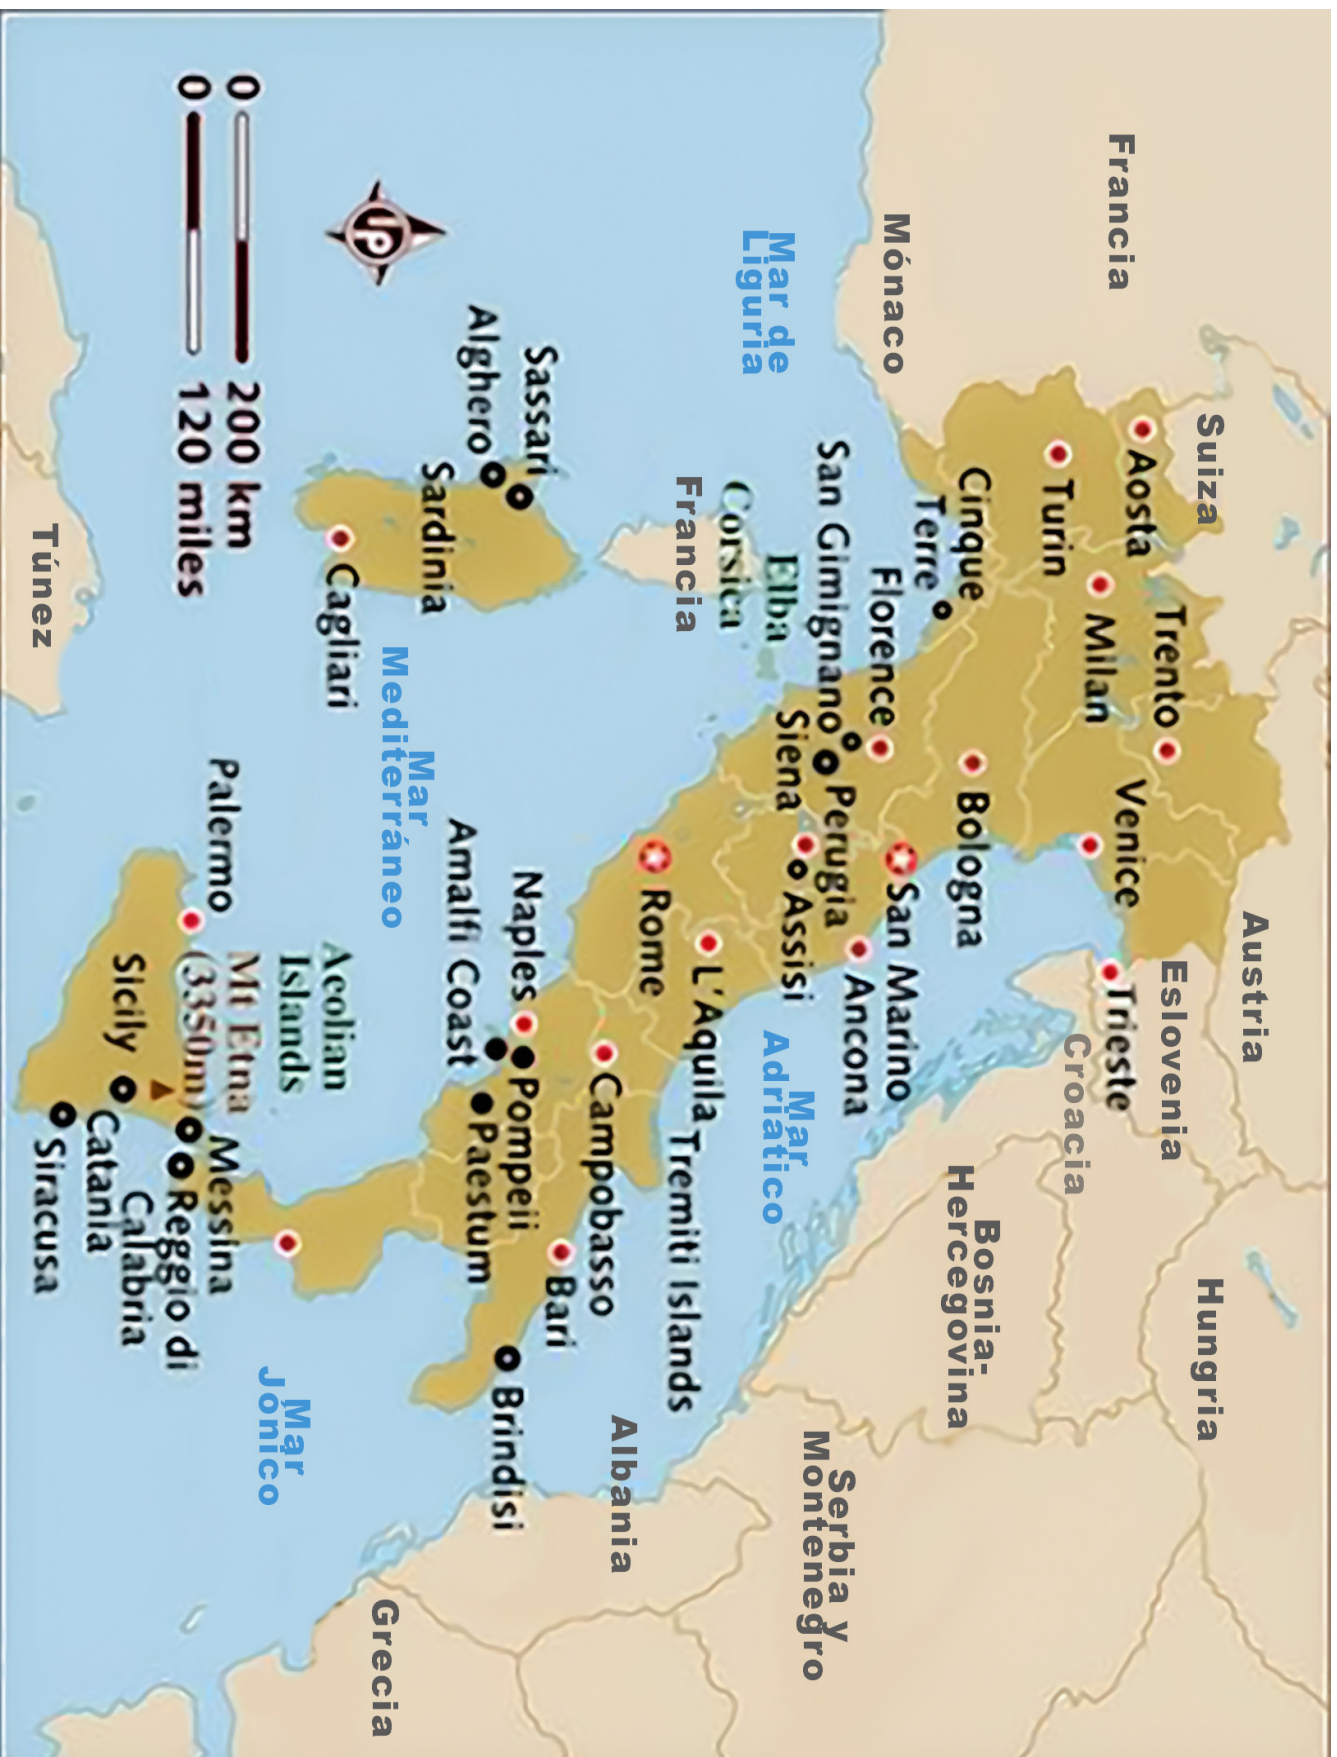 Francia
Suiza
Austria
Hungria
Eslovenia
Croacia
Bosnia-
Hercegovina
Serbia y
Montenegro
Albania
Grecia
Túnez
Mónaco
Mar de
Liguria
Francia
Corsica
Elba
Aosta
Turin
Milan
Trento
Venice
Trieste
Cinque
Terre
Bologna
Florence
San Gimignano
San Marino
Siena
Perugia
Ancona
Assisi
Mar
Adriático
L'Aquila
Rome
Tremiti Islands
Campobasso
Bari
Naples
Pompeii
Amalfi Coast
Paestum
Brindisi
Sassari
Alghero
Sardinia
Cagliari
Mar
Mediterráneo
Aeolian
Islands
Palermo
Mt Etna
(3350m)
Messina
Sicily
Reggio di
Calabria
Catania
Siracusa
Mar
Jónico
lp
0 200 km
0 120 miles